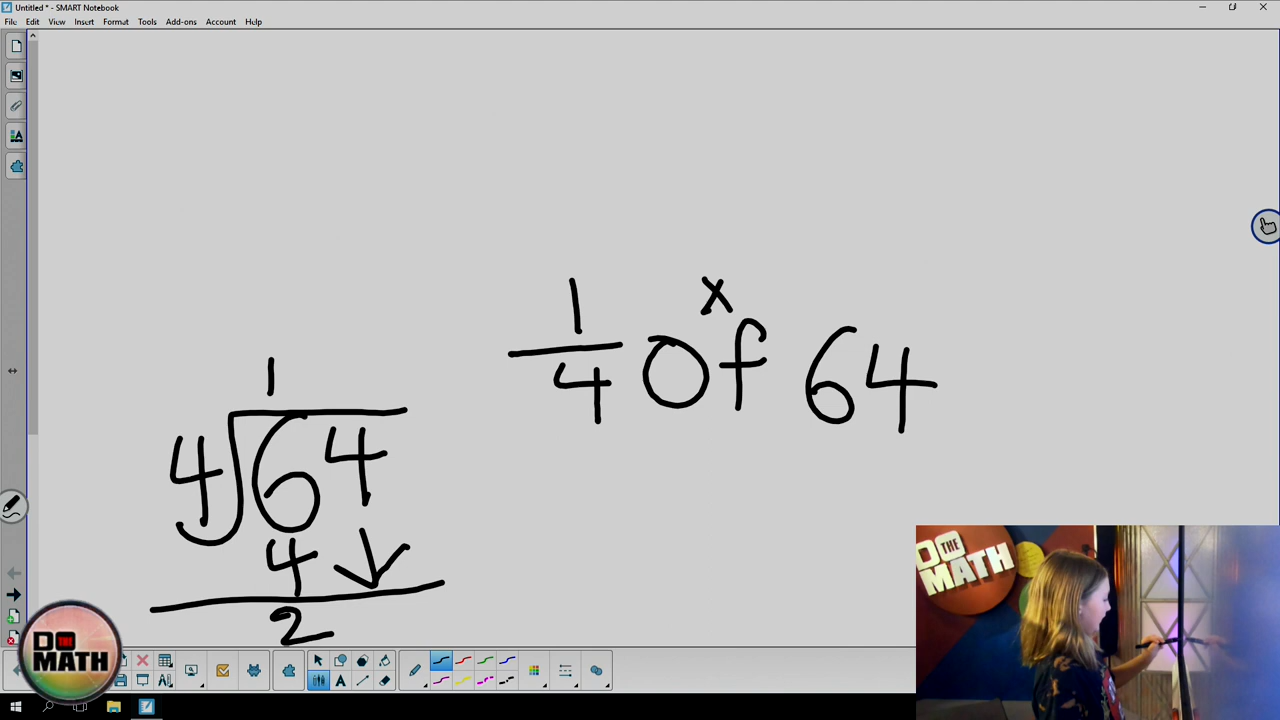 Untitled * - SMART Notebook
File Edit View Insert Format Tools Add-ons Account Help
1/4 of 64
x
1
4 64
4
2
DO THE MATH
DO THE MATH